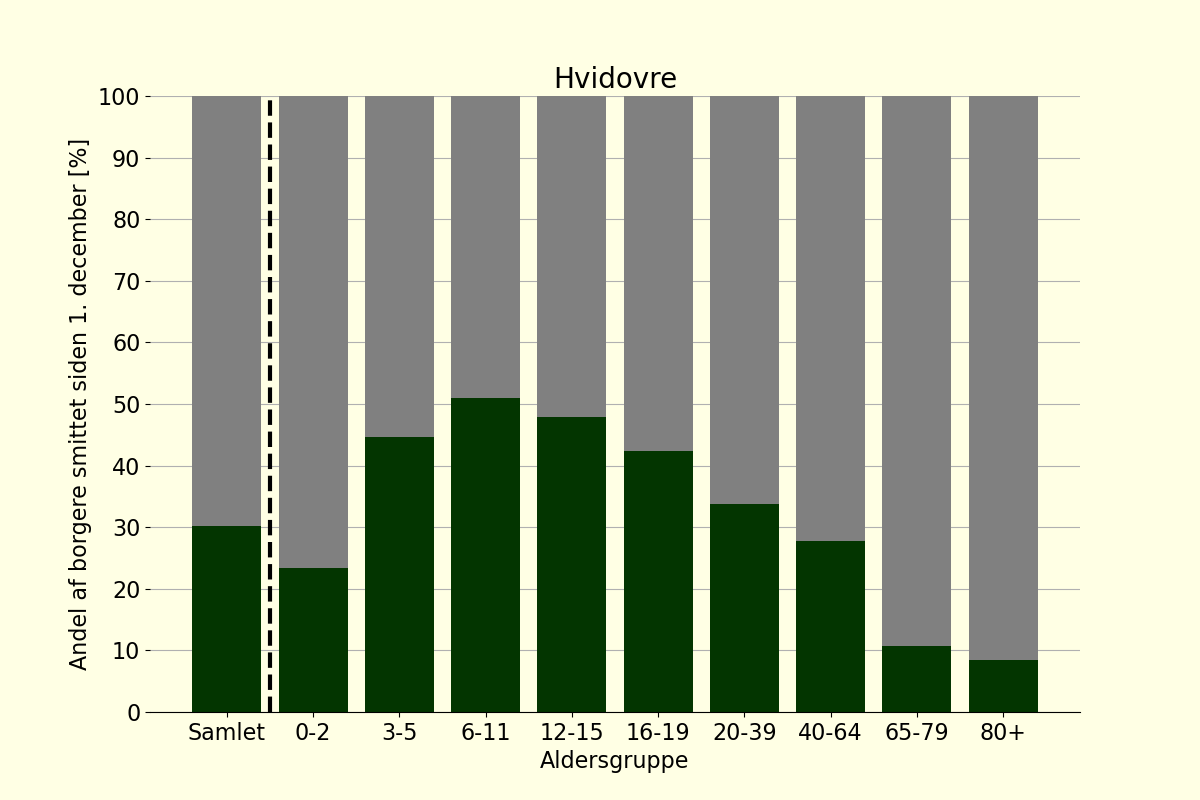 Hvidovre
Andel af borgere smittet siden 1. december [%]
100
90
80
70
60
50
40
30
20
10
0
Samlet 0-2 3-5 6-11 12-15 16-19 20-39 40-64 65-79 80+
Aldersgruppe